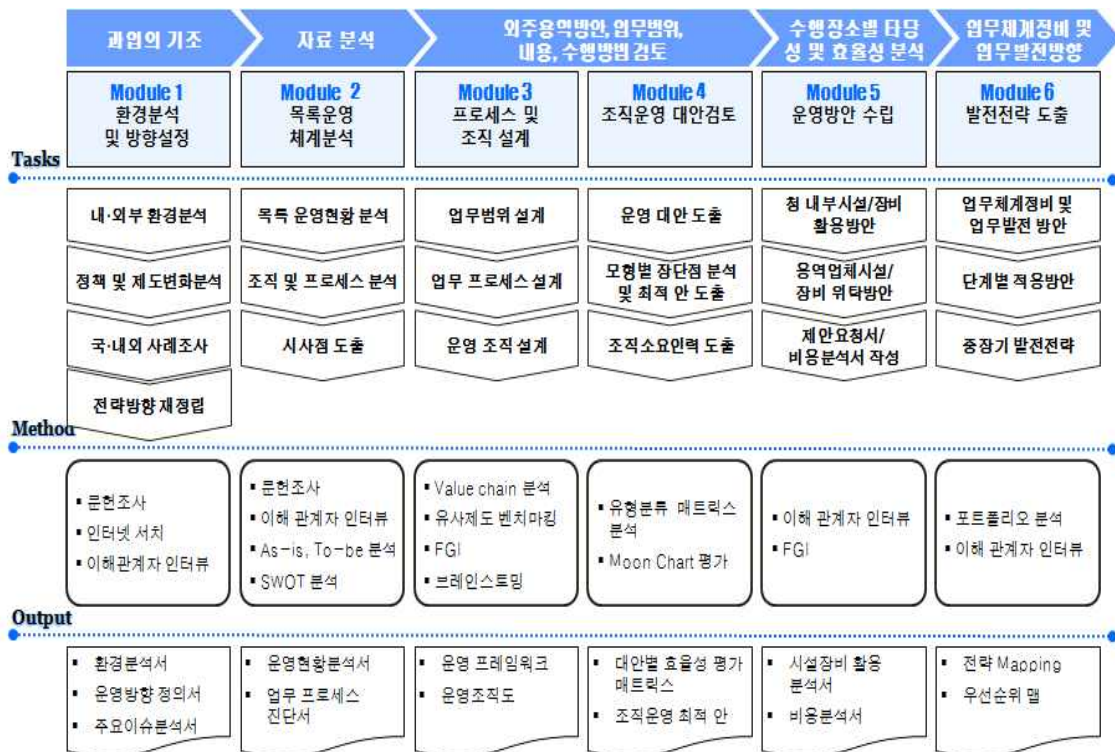 과업의 기조
자료 분석
외주용역방안, 업무범위,
내용, 수행방법 검토
수행장소별 타당
성 및 효율성 분석
업무체계정비 및
업무발전방향
Module 1
환경분석
및 방향설정
Module 2
목록운영
체계분석
Module 3
프로세스 및
조직 설계
Module 4
조직운영 대안검토
Module 5
운영방안 수립
Module 6
발전전략 도출
Tasks
내·외부 환경분석
정책 및 제도변화분석
국·내외 사례조사
전략방향 재정립
목록 운영현황 분석
조직 및 프로세스 분석
시사점 도출
업무범위 설계
업무 프로세스 설계
운영 조직 설계
운영 대안 도출
모형별 장단점 분석
및 최적 안 도출
조직소요인력 도출
청 내부시설/장비
활용방안
용역업체시설/
장비 위탁방안
제안요청서/
비용분석서 작성
업무체계정비 및
업무발전 방안
단계별 적용방안
중장기 발전전략
Method
▪ 문헌조사
▪ 인터넷 서치
▪ 이해관계자 인터뷰
▪ 문헌조사
▪ 이해 관계자 인터뷰
▪ As-is, To-be 분석
▪ SWOT 분석
▪ Value chain 분석
▪ 유사제도 벤치마킹
▪ FGI
▪ 브레인스토밍
▪ 유형분류 매트릭스
분석
▪ Moon Chart 평가
▪ 이해 관계자 인터뷰
▪ FGI
▪ 포트폴리오 분석
▪ 이해 관계자 인터뷰
Output
▪ 환경분석서
▪ 운영방향 정의서
▪ 주요이슈분석서
▪ 운영현황분석서
▪ 업무 프로세스
진단서
▪ 운영 프레임워크
▪ 운영조직도
▪ 대안별 효율성 평가
매트릭스
▪ 조직운영 최적 안
▪ 시설장비 활용
분석서
▪ 비용분석서
▪ 전략 Mapping
▪ 우선순위 맵